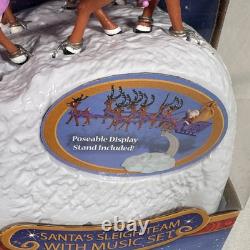 Poseable Display
Stand Included!
SANTA'S SLEIGH TEAM
WITH MUSIC SET